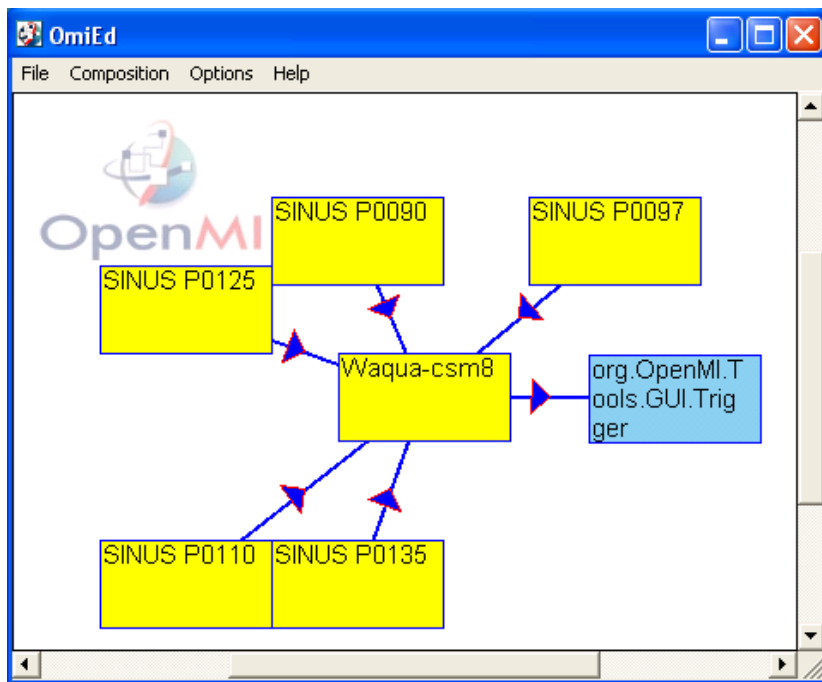 OmiEd
File Composition Options Help
OpenMI
SINUS P0090
SINUS P0097
SINUS P0125
Waqua-csm8
org.OpenMI.T
ools.GUI.Trig
ger
SINUS P0110
SINUS P0135